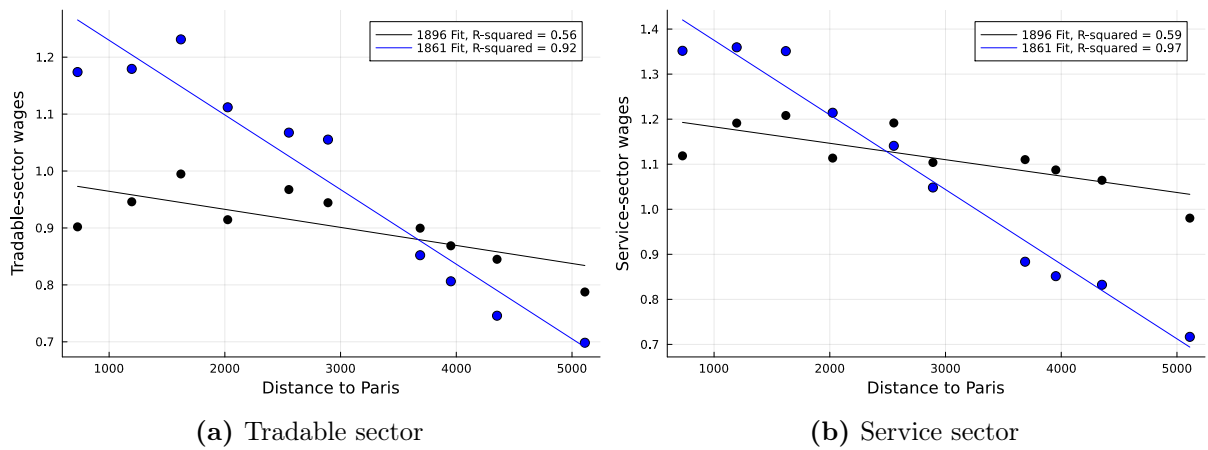 1896 Fit, R-squared = 0.56
1861 Fit, R-squared = 0.92
Tradable-sector wages
1.2
1.1
1.0
0.9
0.8
0.7
1000 2000 3000 4000 5000
Distance to Paris
(a) Tradable sector
1896 Fit, R-squared = 0.59
1861 Fit, R-squared = 0.97
Service-sector wages
1.4
1.3
1.2
1.1
1.0
0.9
0.8
0.7
1000 2000 3000 4000 5000
Distance to Paris
(b) Service sector